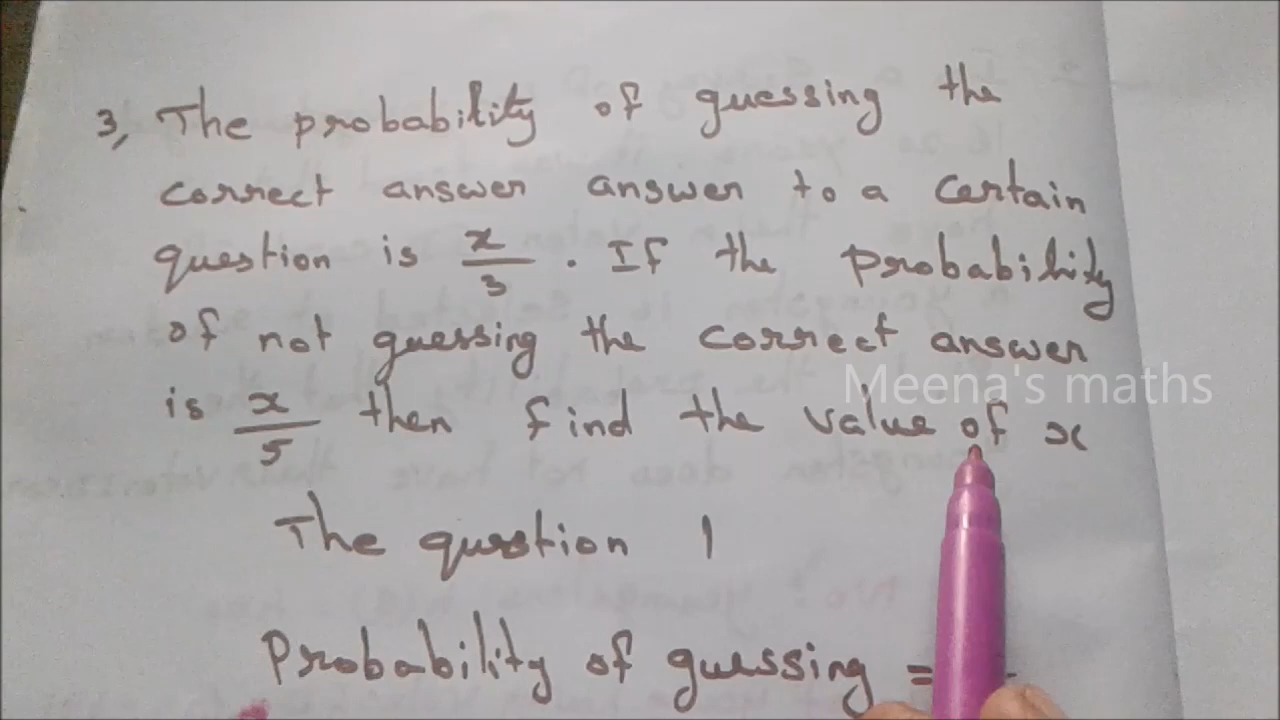 3, The probability of guessing the
correct answer answer to a certain
question is x/3 . If the probability
of not guessing the correct answer
is x/5 then find the value of x
Meena's maths
The question 1
Probability of guessing =